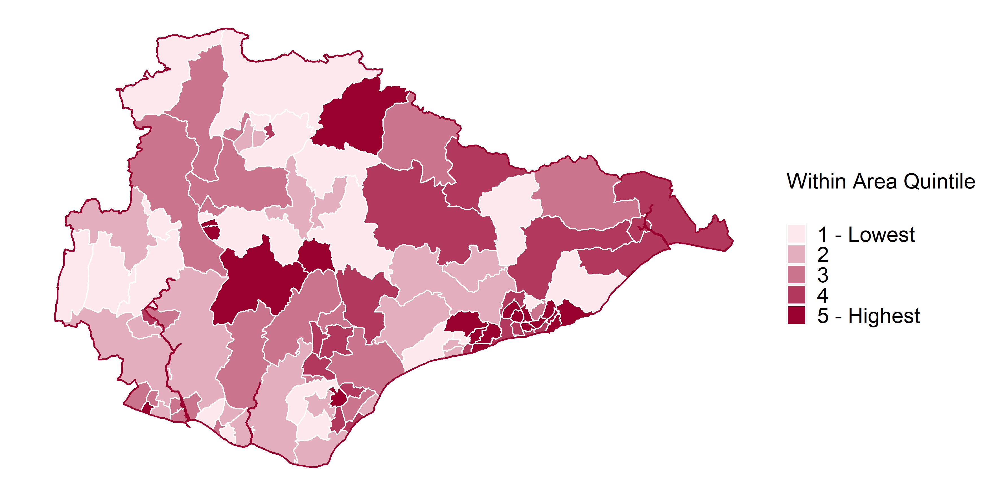 Within Area Quintile
1 - Lowest
2
3
4
5 - Highest